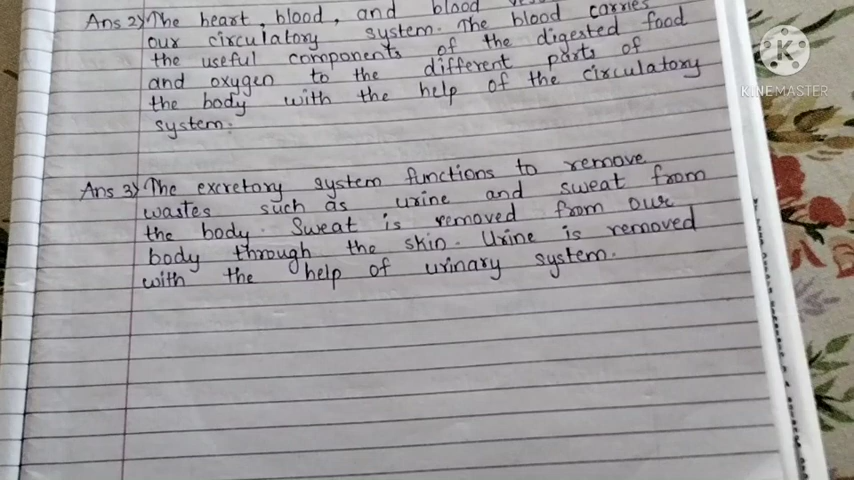 Ans 2) The heart, blood, and blood
our circulatory system. The blood carries
the useful components of the digested food
and oxygen to the different parts of
the body with the help of the circulatory
system.
Ans 3) The excretory system functions to remove
wastes such as urine and sweat from
the body. Sweat is removed from our
body through the skin. Urine is removed
with the help of urinary system.
K
KINEMASTER